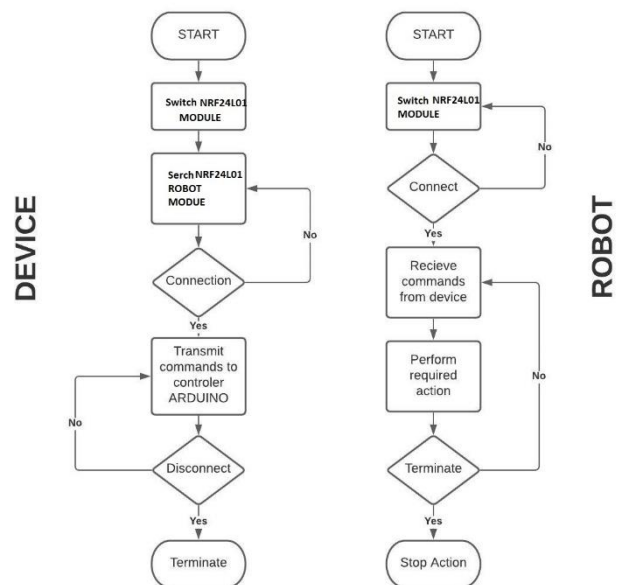 DEVICE
START
Switch NRF24L01
MODULE
Serch NRF24L01
ROBOT
MODUE
No
Connection
Yes
Transmit
commands to
controler
ARDUINO
No
Disconnect
Yes
Terminate
START
Switch NRF24L01
MODULE
No
Connect
Yes
Recieve
commands
from device
Perform
required
action
No
Terminate
Yes
Stop Action
ROBOT